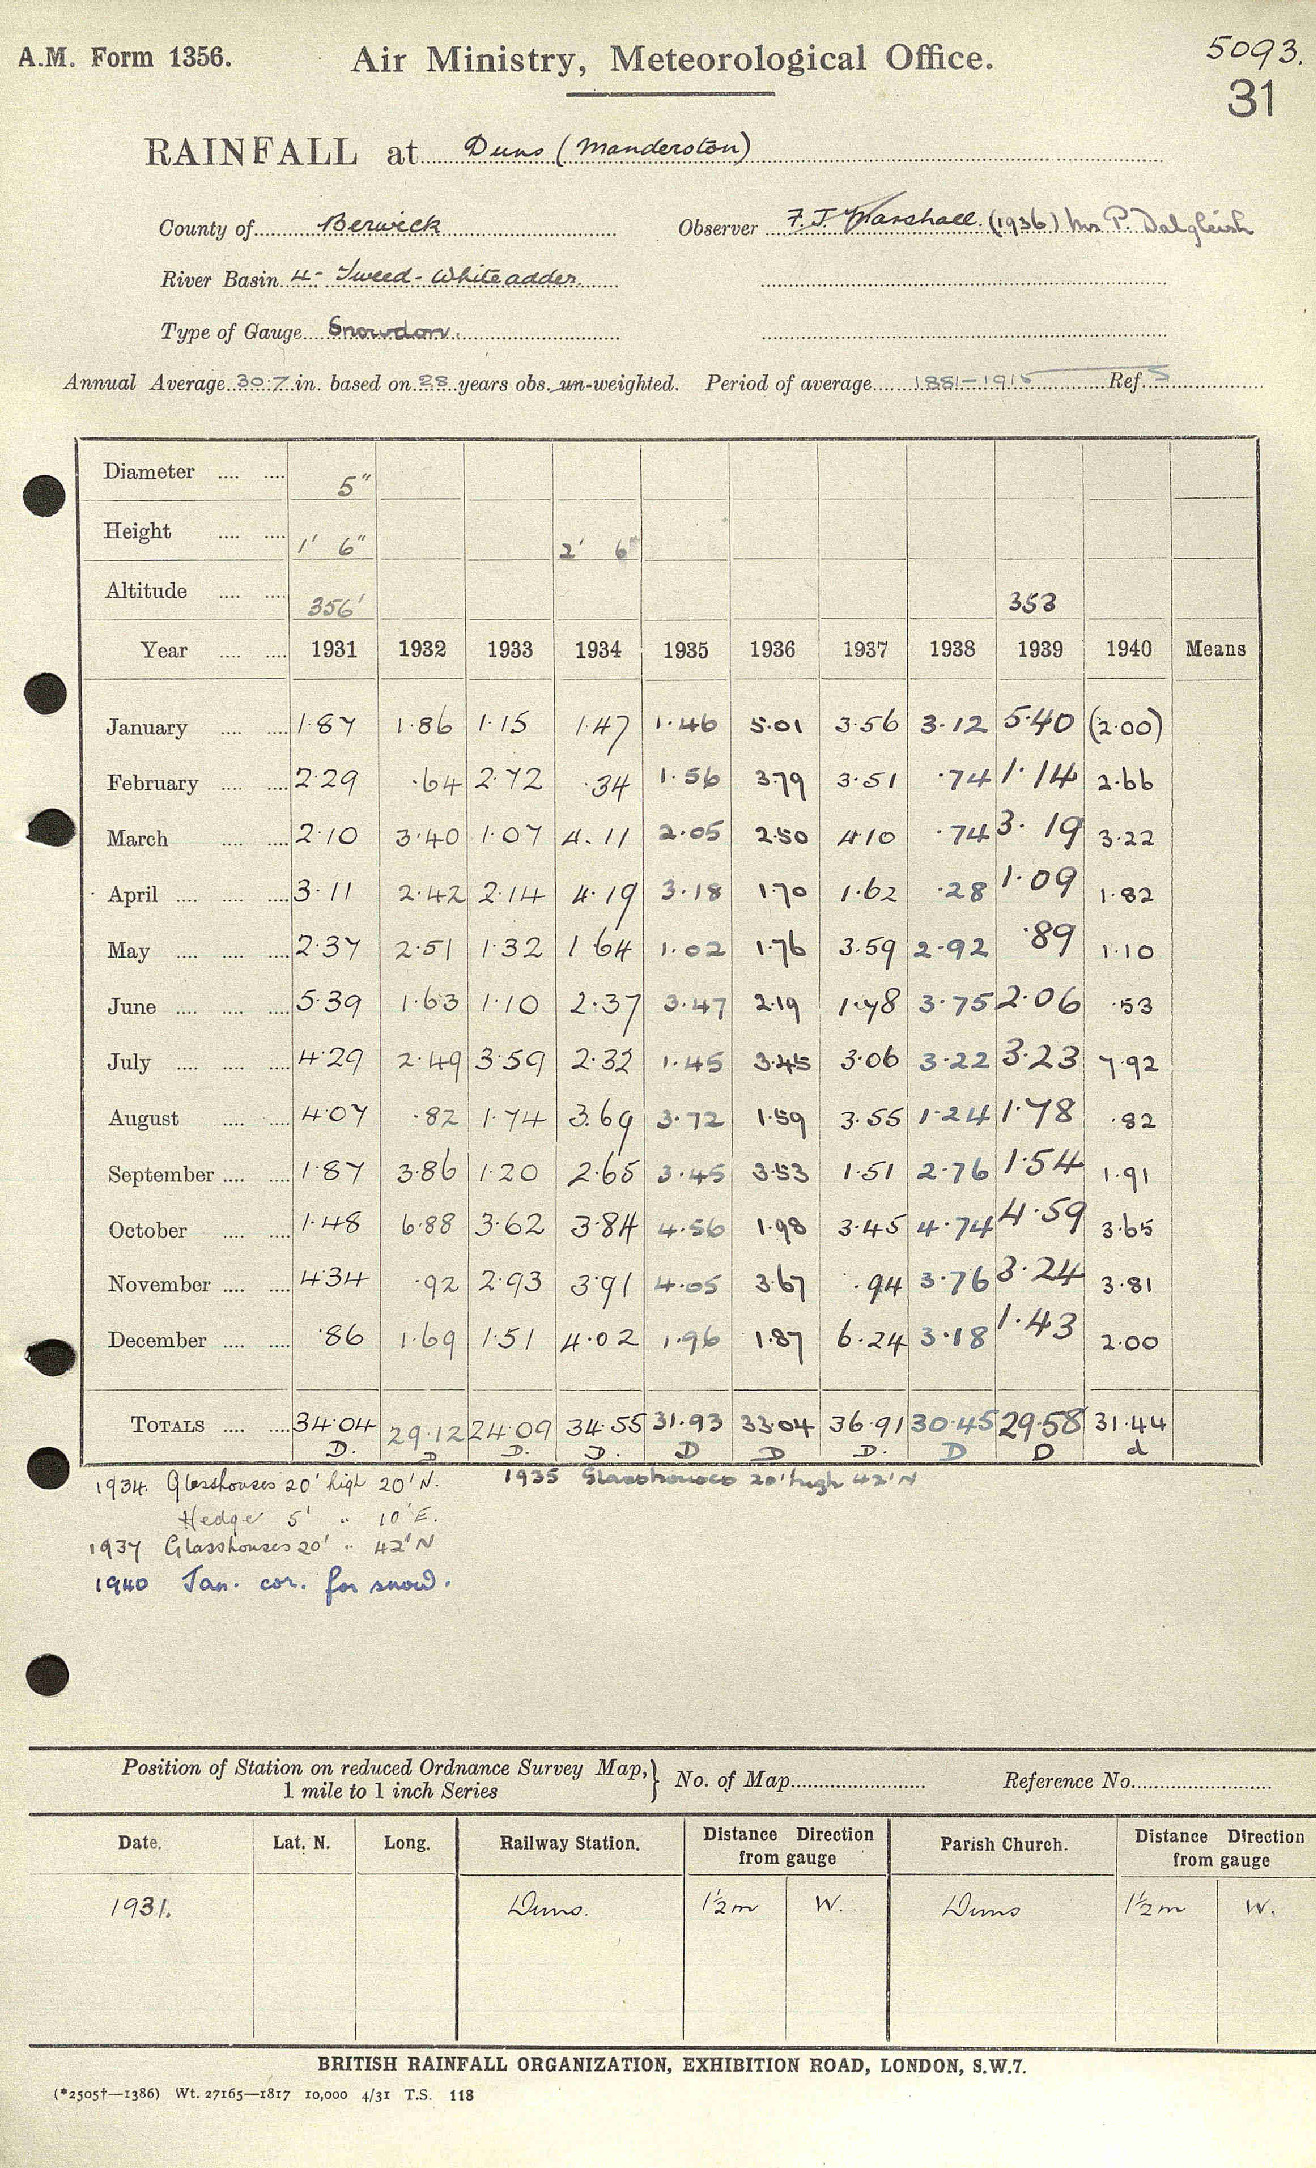 A.M. Form 1356. Air Ministry, Meteorological Office. 5093.
31
RAINFALL at Duns (Manderston)
County of Berwick Observer F. J. Marshall. (1936) Mrs P. Dalgleish
River Basin 4- Tweed - Whiteadder.
Type of Gauge Snowdon.
Annual Average 30.7 in. based on 28 years obs. un-weighted. Period of average 1881-1915 Ref. S
Diameter 5"
Height 1' 6" 2' 6"
Altitude 356' 353
Year 1931 1932 1933 1934 1935 1936 1937 1938 1939 1940 Means
January 1.87 1.86 1.15 1.47 1.46 5.01 3.56 3.12 5.40 (2.00)
February 2.29 .64 2.72 .34 1.56 3.79 3.51 .74 1.14 2.66
March 2.10 3.40 1.07 4.11 2.05 2.50 4.10 .74 3.19 3.22
April 3.11 2.42 2.14 4.19 3.18 1.70 1.62 .28 1.09 1.82
May 2.37 2.51 1.32 1.64 1.02 1.76 3.59 2.92 .89 1.10
June 5.39 1.63 1.10 2.37 3.47 2.19 1.78 3.75 2.06 .53
July 4.29 2.49 3.59 2.32 1.45 3.45 3.06 3.22 3.23 7.92
August 4.07 .82 1.74 3.69 3.72 1.59 3.55 1.24 1.78 .82
September 1.87 3.86 1.20 2.65 3.45 3.53 1.51 2.76 1.54 1.91
October 1.48 6.88 3.62 3.84 4.56 1.98 3.45 4.74 4.59 3.65
November 4.34 .92 2.93 3.91 4.05 3.67 .94 3.76 3.24 3.81
December .86 1.69 1.51 4.02 1.96 1.87 6.24 3.18 1.43 2.00
TOTALS 34.04 29.12 24.09 34.55 31.93 33.04 36.91 30.45 29.58 31.44
D. D D. D. D D D. D D d
1934. Glasshouses 20' high 20' N. 1935 Glasshouses 20' high 42' N
Hedge 5' " 10' E.
1937 Glasshouses 20' " 42' N
1940 Jan. cor. for snow.
Position of Station on reduced Ordnance Survey Map, } No. of Map Reference No.
1 mile to 1 inch Series
Date. Lat. N. Long. Railway Station. Distance Direction Parish Church. Distance Direction
from gauge from gauge
1931. Duns. 1½ m W. Duns 1½ m W.
BRITISH RAINFALL ORGANIZATION, EXHIBITION ROAD, LONDON, S.W.7.
(*2505†—1386) Wt. 27165—1817 10,000 4/31 T.S. 118